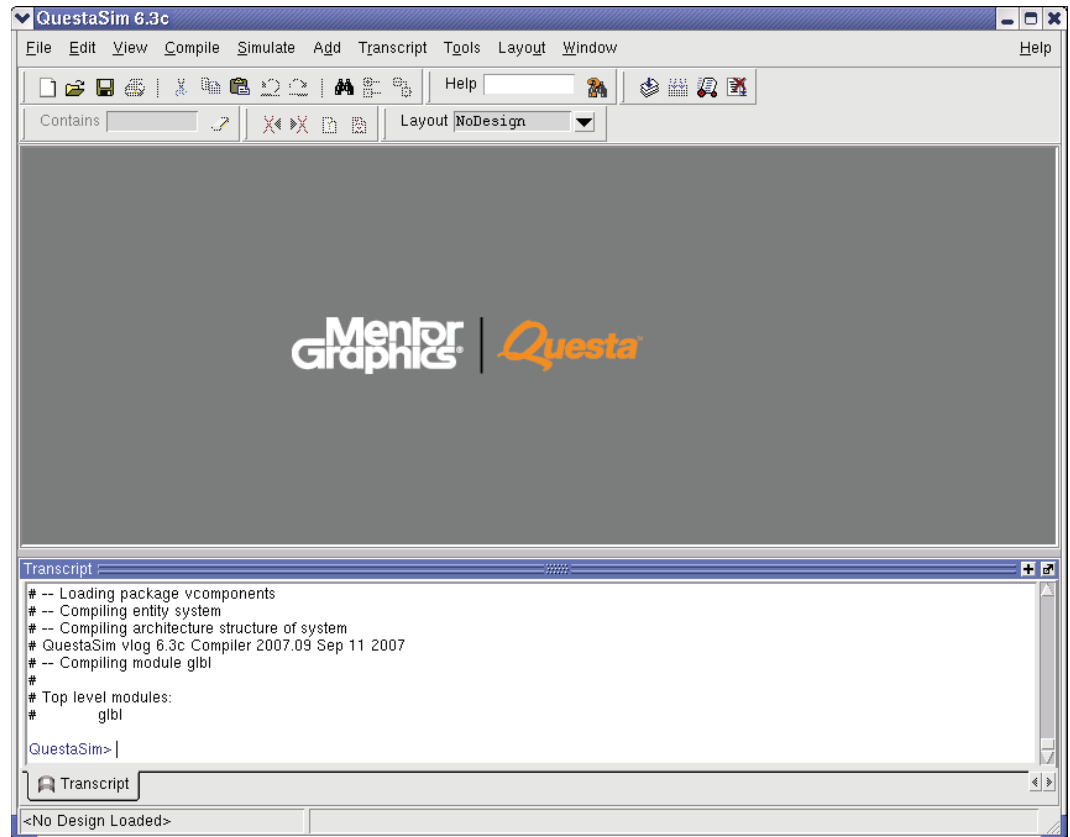 QuestaSim 6.3c
File Edit View Compile Simulate Add Transcript Tools Layout Window Help
Help
Contains Layout NoDesign
Mentor Graphics® | Questa™
Transcript
# -- Loading package vcomponents
# -- Compiling entity system
# -- Compiling architecture structure of system
# QuestaSim vlog 6.3c Compiler 2007.09 Sep 11 2007
# -- Compiling module glbl
#
# Top level modules:
# glbl
QuestaSim>
Transcript
<No Design Loaded>